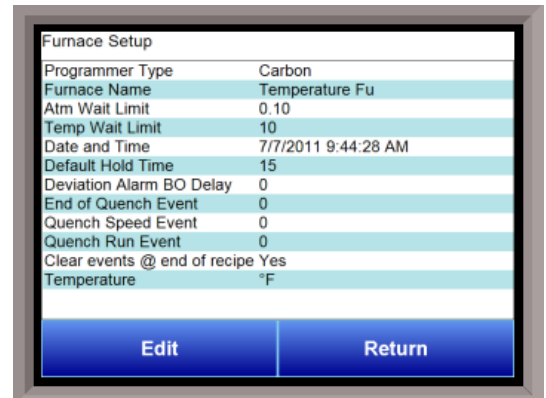 Furnace Setup
Programmer Type Carbon
Furnace Name Temperature Fu
Atm Wait Limit 0.10
Temp Wait Limit 10
Date and Time 7/7/2011 9:44:28 AM
Default Hold Time 15
Deviation Alarm BO Delay 0
End of Quench Event 0
Quench Speed Event 0
Quench Run Event 0
Clear events @ end of recipe Yes
Temperature °F
Edit Return